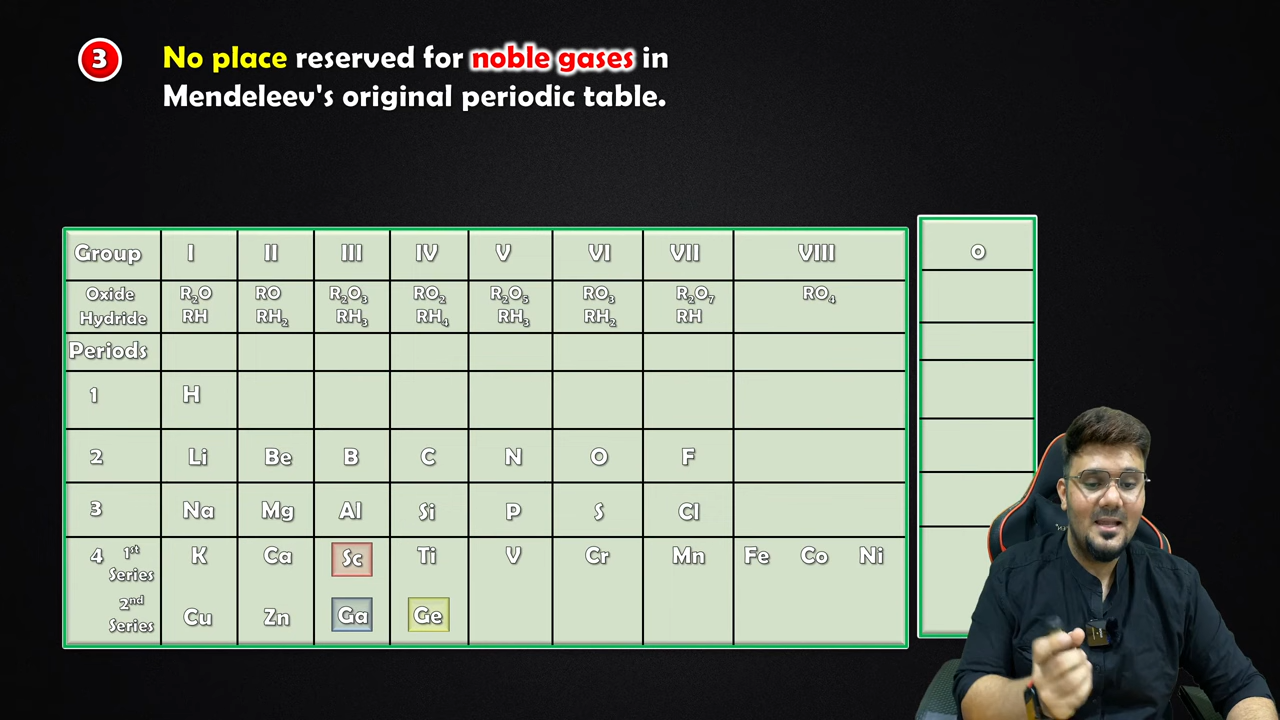 3 No place reserved for noble gases in
Mendeleev's original periodic table.
Group I II III IV V VI VII VIII 0
Oxide R₂O RO R₂O₃ RO₂ R₂O₅ RO₃ R₂O₇ RO₄
Hydride RH RH₂ RH₃ RH₄ RH₃ RH₂ RH
Periods
1 H
2 Li Be B C N O F
3 Na Mg Al Si P S Cl
4 1st K Ca Sc Ti V Cr Mn Fe Co Ni
Series
2nd Cu Zn Ga Ge
Series